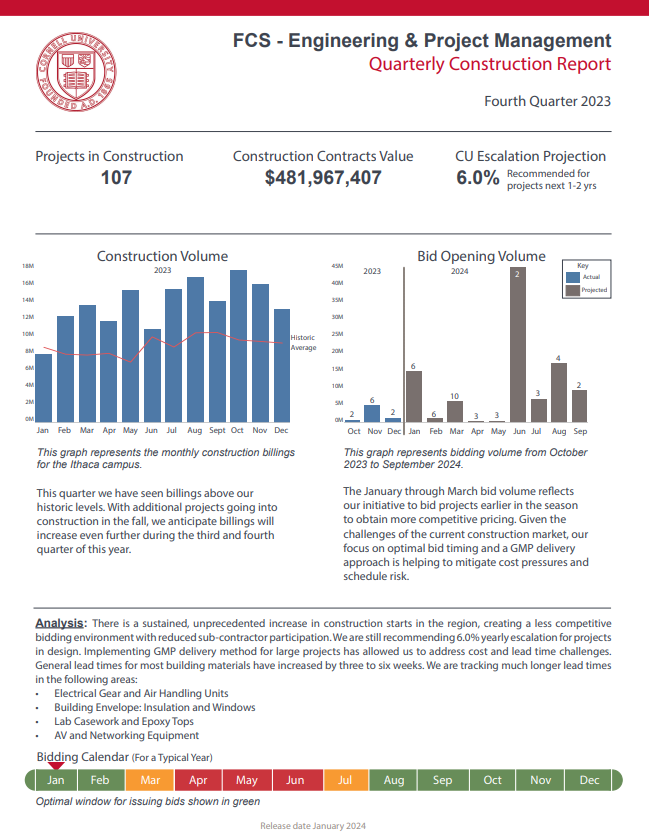 CORNELL UNIVERSITY
FOUNDED A.D. 1865
FCS - Engineering & Project Management
Quarterly Construction Report
Fourth Quarter 2023
Projects in Construction
107
Construction Contracts Value
$481,967,407
CU Escalation Projection
6.0% Recommended for
projects next 1-2 yrs
Construction Volume
2023
18M
16M
14M
12M
10M
8M
6M
4M
2M
0M
Historic
Average
Jan Feb Mar Apr May Jun Jul Aug Sept Oct Nov Dec
This graph represents the monthly construction billings
for the Ithaca campus.
This quarter we have seen billings above our
historic levels. With additional projects going into
construction in the fall, we anticipate billings will
increase even further during the third and fourth
quarter of this year.
Bid Opening Volume
2023 2024
Key
Actual
Projected
45M
40M
35M
30M
25M
20M
15M
10M
5M
0M
2 6 2 6 6 10 3 3 2 3 4 2
Oct Nov Dec Jan Feb Mar Apr May Jun Jul Aug Sep
This graph represents bidding volume from October
2023 to September 2024.
The January through March bid volume reflects
our initiative to bid projects earlier in the season
to obtain more competitive pricing. Given the
challenges of the current construction market, our
focus on optimal bid timing and a GMP delivery
approach is helping to mitigate cost pressures and
schedule risk.
Analysis: There is a sustained, unprecedented increase in construction starts in the region, creating a less competitive
bidding environment with reduced sub-contractor participation. We are still recommending 6.0% yearly escalation for projects
in design. Implementing GMP delivery method for large projects has allowed us to address cost and lead time challenges.
General lead times for most building materials have increased by three to six weeks. We are tracking much longer lead times
in the following areas:
• Electrical Gear and Air Handling Units
• Building Envelope: Insulation and Windows
• Lab Casework and Epoxy Tops
• AV and Networking Equipment
Bidding Calendar (For a Typical Year)
Jan Feb Mar Apr May Jun Jul Aug Sep Oct Nov Dec
Optimal window for issuing bids shown in green
Release date January 2024